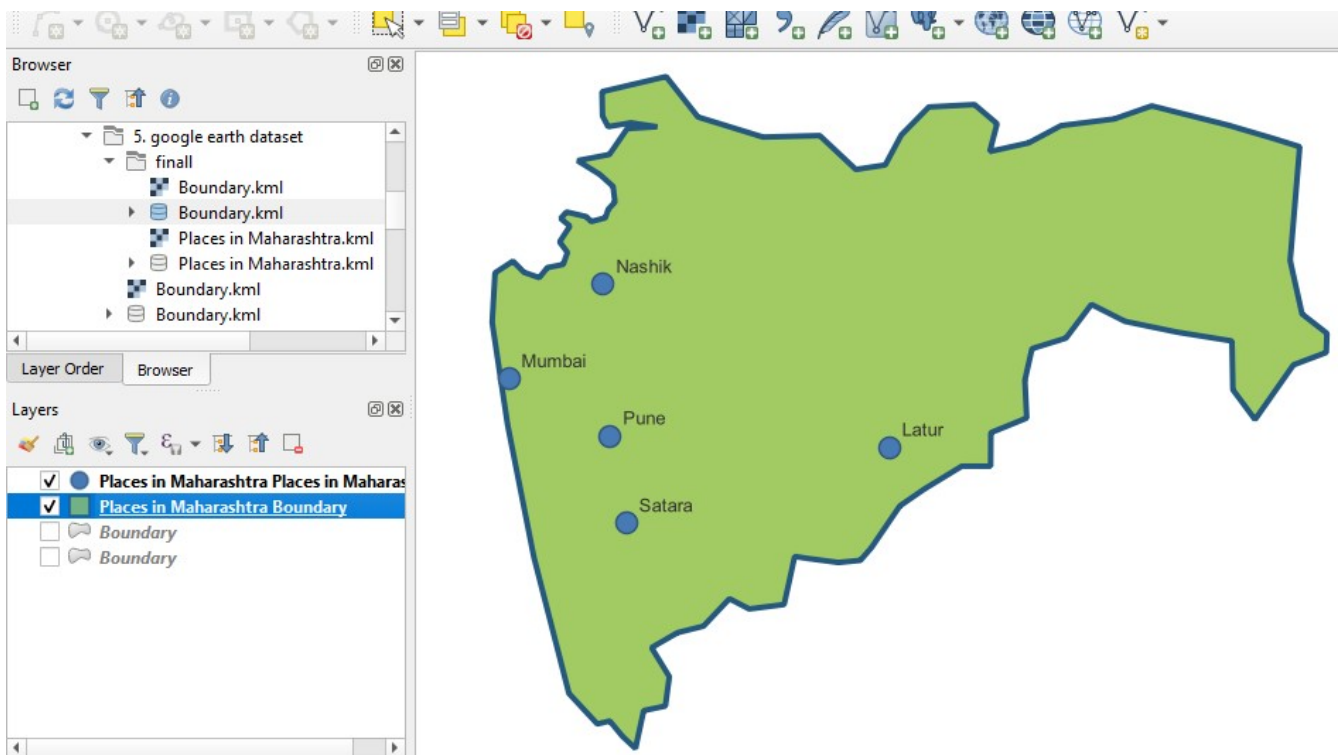 Browser
5. google earth dataset
finall
Boundary.kml
Boundary.kml
Places in Maharashtra.kml
Places in Maharashtra.kml
Boundary.kml
Boundary.kml
Layer Order Browser
Layers
Places in Maharashtra Places in Maharas
Places in Maharashtra Boundary
Boundary
Boundary
Nashik
Mumbai
Pune
Latur
Satara